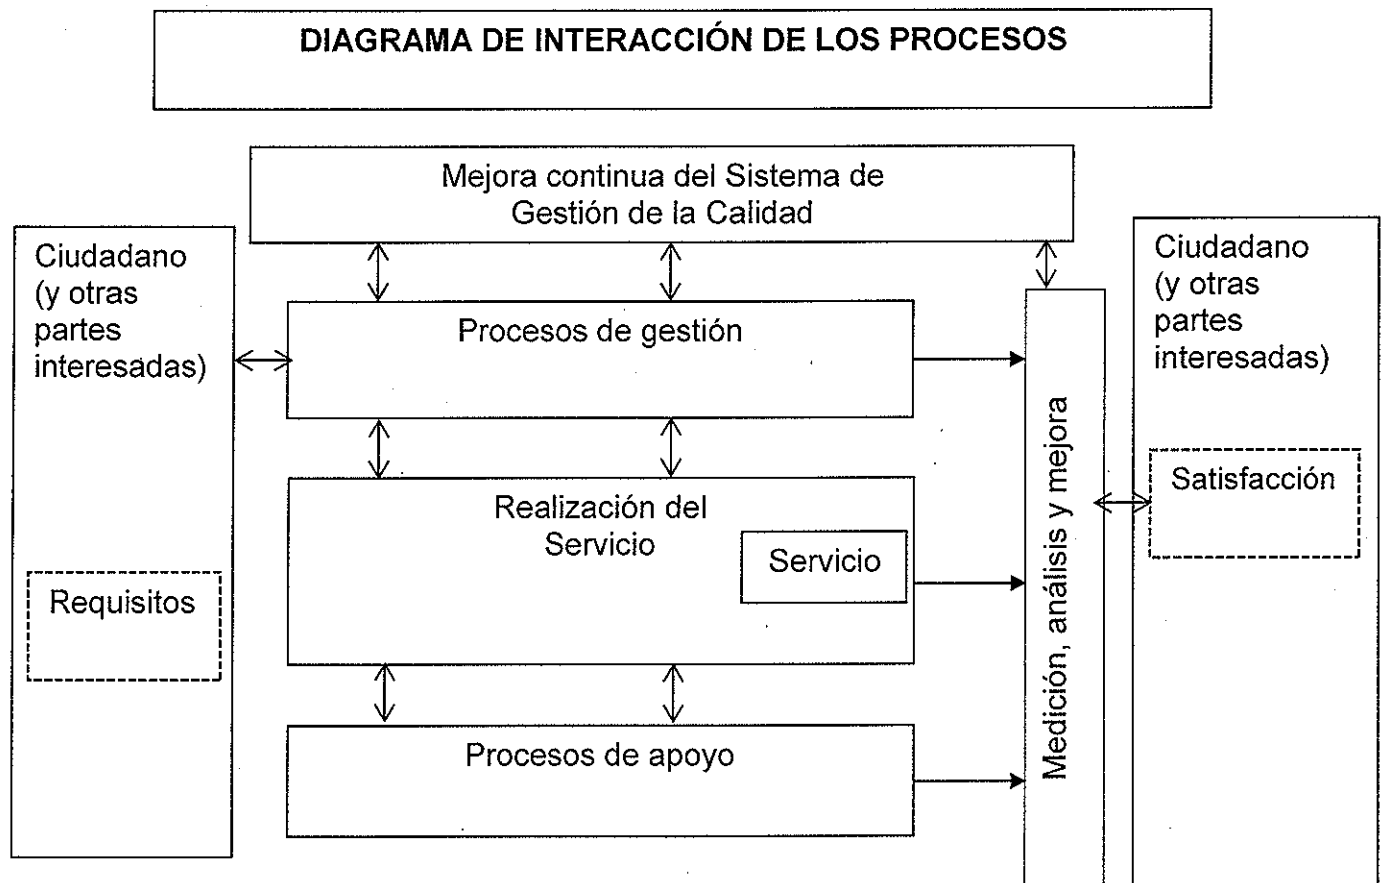 DIAGRAMA DE INTERACCIÓN DE LOS PROCESOS
Mejora continua del Sistema de
Gestión de la Calidad
Ciudadano
(y otras
partes
interesadas)
Requisitos
Procesos de gestión
Realización del
Servicio
Servicio
Procesos de apoyo
Medición, análisis y mejora
Ciudadano
(y otras
partes
interesadas)
Satisfacción